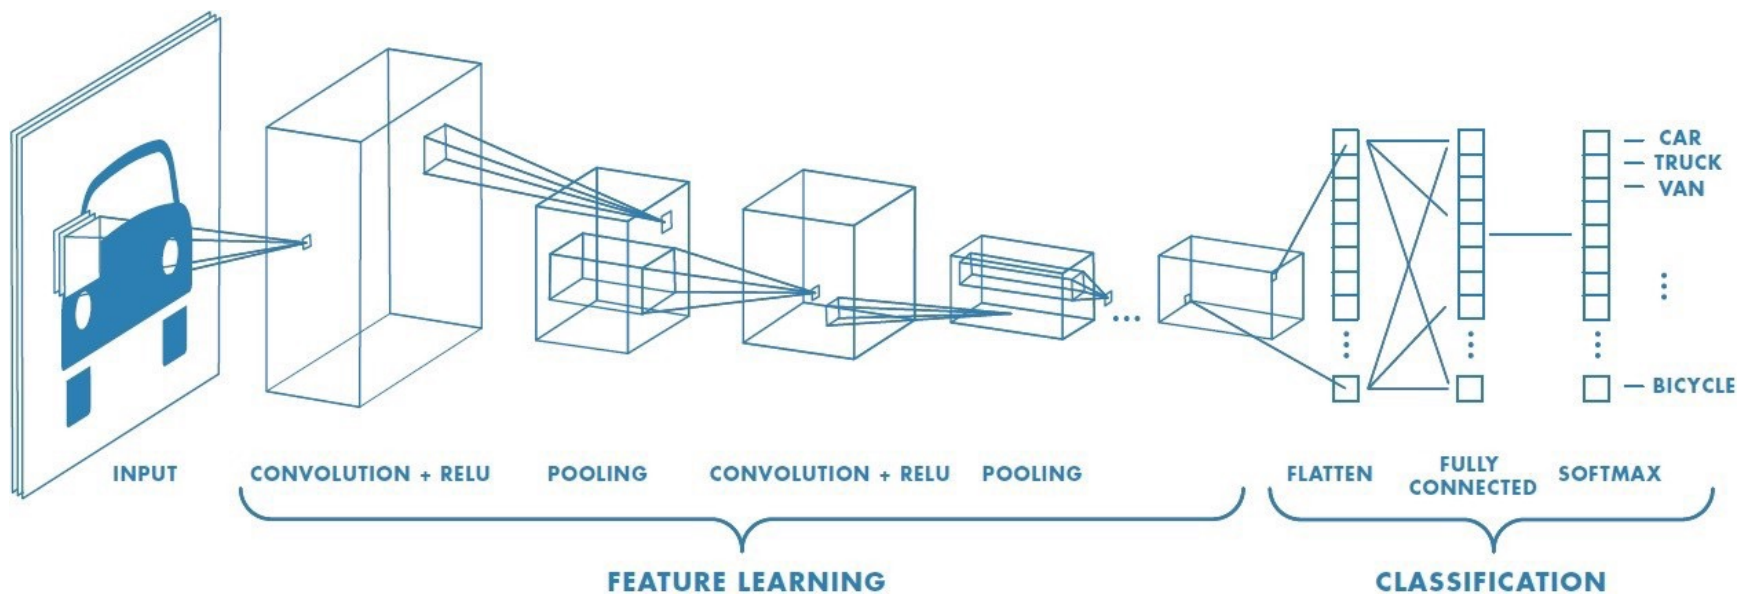 CAR
TRUCK
VAN
BICYCLE
INPUT
CONVOLUTION + RELU
POOLING
CONVOLUTION + RELU
POOLING
FLATTEN
FULLY
CONNECTED
SOFTMAX
FEATURE LEARNING
CLASSIFICATION